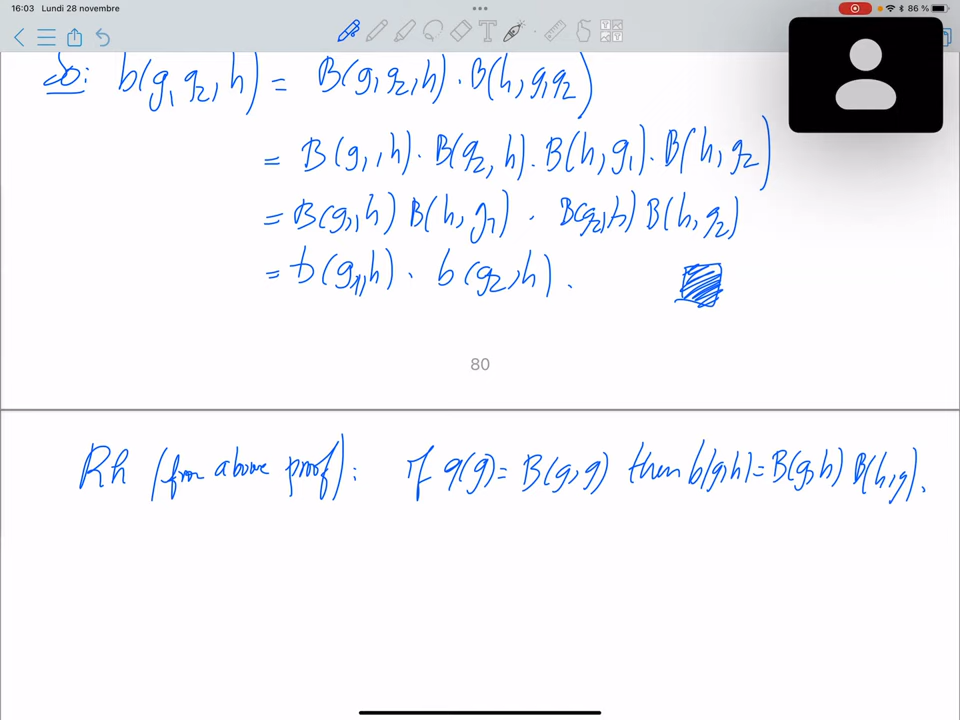 16:03 Lundi 28 novembre
86 %
So: b(g₁g₂,h) = B(g₁g₂,h)·B(h,g₁g₂)
= B(g₁,h)·B(g₂,h)·B(h,g₁)·B(h,g₂)
= B(g₁,h)B(h,g₁)·B(g₂,h)B(h,g₂)
= b(g₁,h)·b(g₂,h).
80
Rk (from above proof): If q(g)=B(g,g) then b(g,h)=B(g,h)B(h,g).